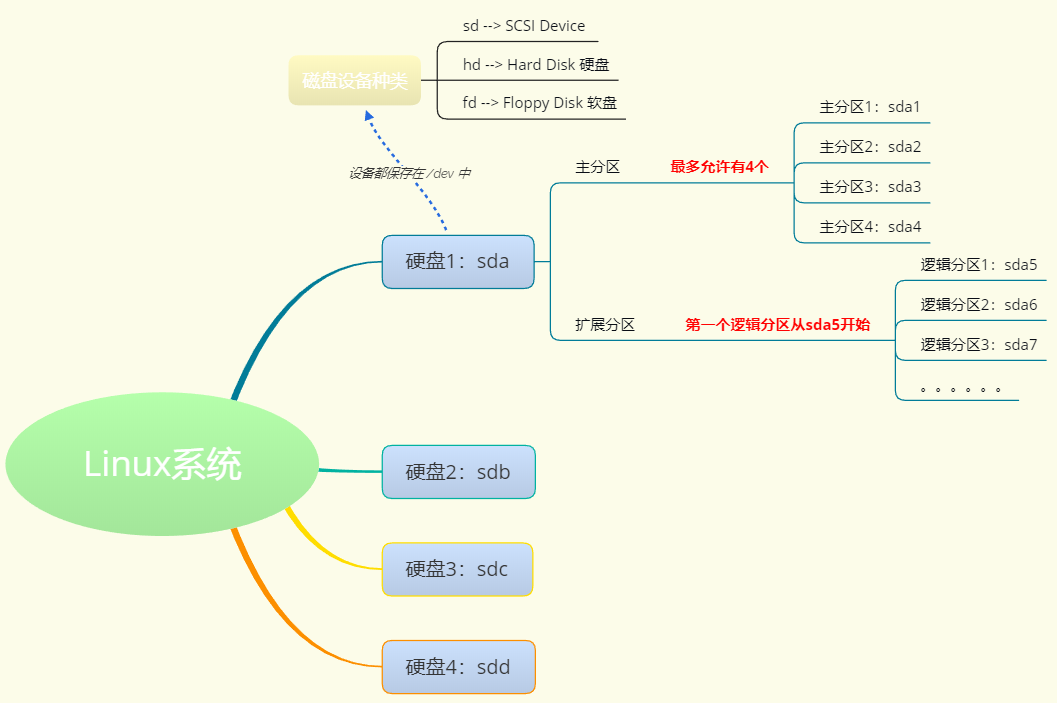 sd --> SCSI Device
磁盘设备种类
hd --> Hard Disk 硬盘
fd --> Floppy Disk 软盘
设备都保存在 /dev 中
主分区
最多允许有4个
主分区1：sda1
主分区2：sda2
主分区3：sda3
主分区4：sda4
硬盘1：sda
扩展分区
第一个逻辑分区从sda5开始
逻辑分区1：sda5
逻辑分区2：sda6
逻辑分区3：sda7
。。。。。。
Linux系统
硬盘2：sdb
硬盘3：sdc
硬盘4：sdd